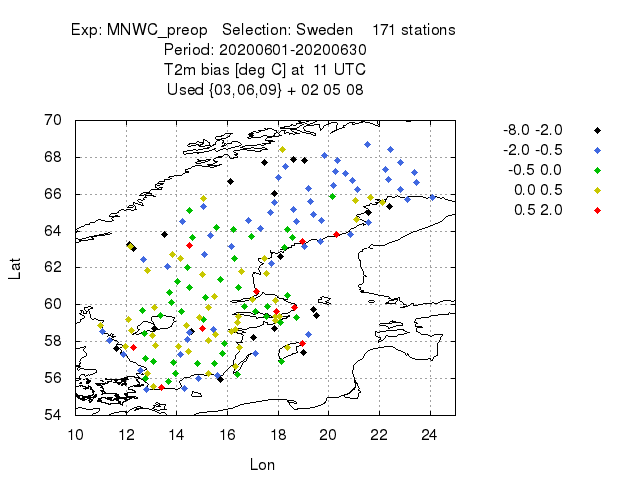 Exp: MNWC_preop Selection: Sweden 171 stations
Period: 20200601-20200630
T2m bias [deg C] at 11 UTC
Used {03,06,09} + 02 05 08
70
68
66
64
62
60
58
56
54
10 12 14 16 18 20 22 24
Lat
Lon
-8.0 -2.0
-2.0 -0.5
-0.5 0.0
0.0 0.5
0.5 2.0